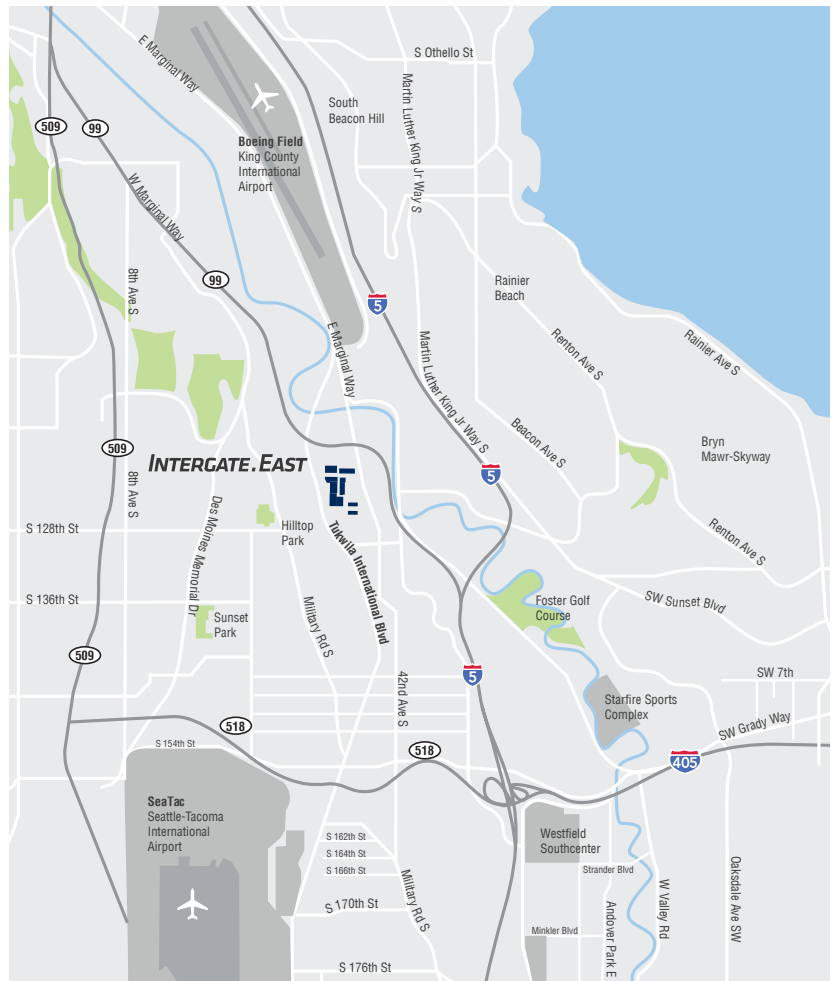 E Marginal Way
S Othello St
Martin Luther King Jr Way S
South
Beacon Hill
509
99
Boeing Field
King County
International
Airport
W Marginal Way
8th Ave S
99
5
Rainier
Beach
E Marginal Way
Renton Ave S
Rainier Ave S
Martin Luther King Jr Way S
Beacon Ave S
509
INTERGATE.EAST
Bryn
Mawr-Skyway
5
8th Ave S
Des Moines
Memorial Dr
S 128th St
Hilltop
Park
Tukwila International Blvd
Renton Ave S
S 136th St
Sunset
Park
Military Rd S
Foster Golf
Course
SW Sunset Blvd
509
5
42nd Ave S
SW 7th
Starfire Sports
Complex
SW Grady Way
518
S 154th St
518
405
SeaTac
Seattle-Tacoma
International
Airport
S 162th St
S 164th St
S 166th St
Westfield
Southcenter
Strander Blvd
Military Rd S
S 170th St
Andover Park E
W Valley Rd
Oaksdale Ave SW
Minkler Blvd
S 176th St